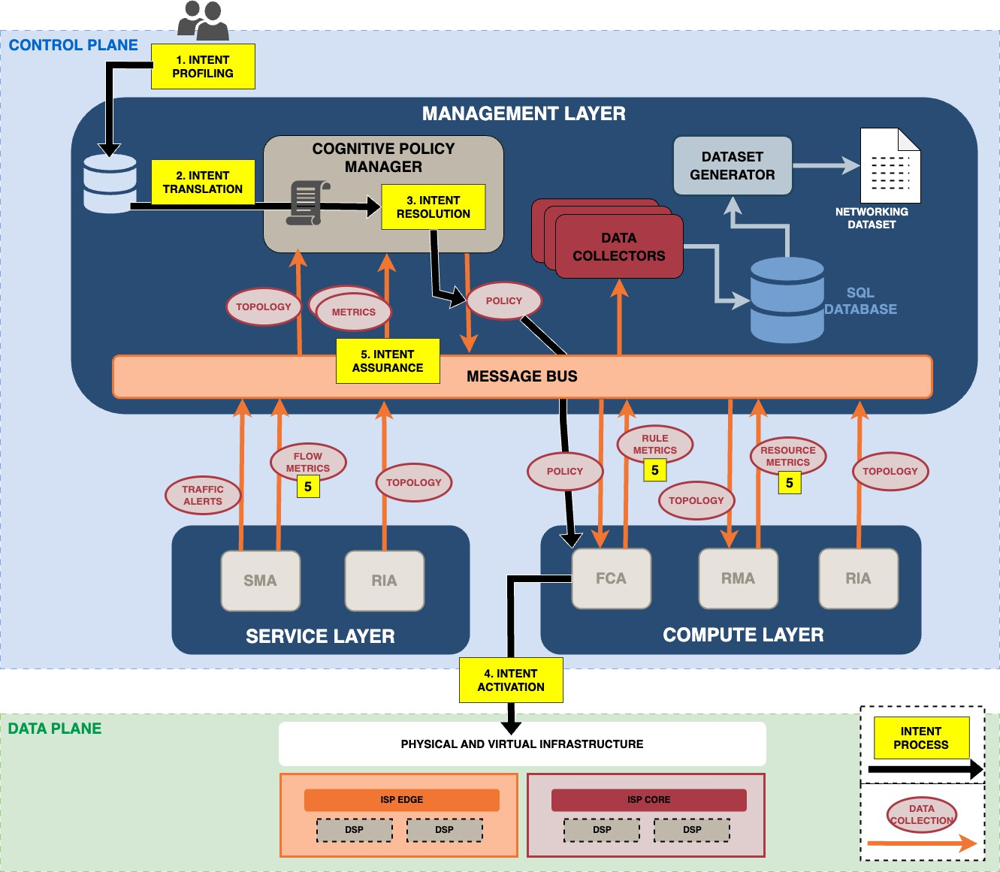 CONTROL PLANE
1. INTENT
PROFILING
MANAGEMENT LAYER
COGNITIVE POLICY
MANAGER
2. INTENT
TRANSLATION
3. INTENT
RESOLUTION
DATASET
GENERATOR
NETWORKING
DATASET
DATA
COLLECTORS
SQL
DATABASE
TOPOLOGY
METRICS
POLICY
5. INTENT
ASSURANCE
MESSAGE BUS
TRAFFIC
ALERTS
FLOW
METRICS
5
TOPOLOGY
POLICY
RULE
METRICS
5
TOPOLOGY
RESOURCE
METRICS
5
TOPOLOGY
SMA
RIA
SERVICE LAYER
FCA
RMA
RIA
COMPUTE LAYER
4. INTENT
ACTIVATION
DATA PLANE
PHYSICAL AND VIRTUAL INFRASTRUCTURE
ISP EDGE
DSP
DSP
ISP CORE
DSP
DSP
INTENT
PROCESS
DATA
COLLECTION